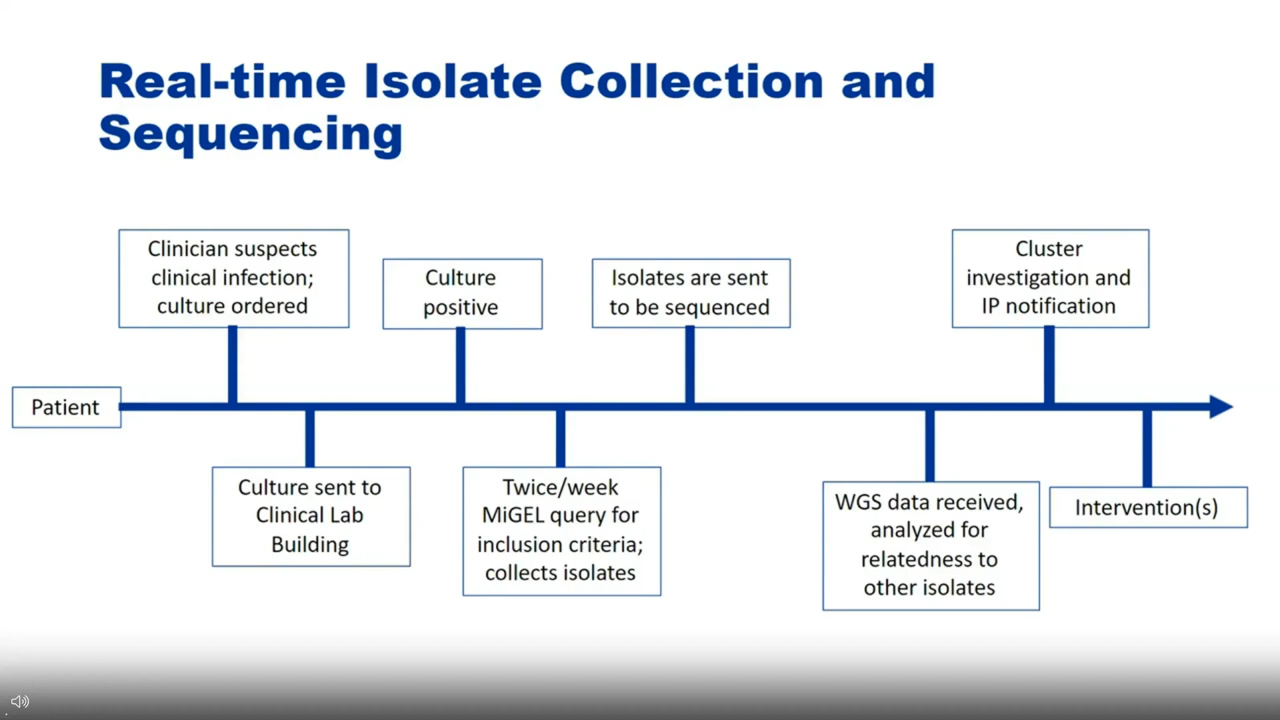 Real-time Isolate Collection and
Sequencing
Patient
Clinician suspects
clinical infection;
culture ordered
Culture sent to
Clinical Lab
Building
Culture
positive
Twice/week
MiGEL query for
inclusion criteria;
collects isolates
Isolates are sent
to be sequenced
WGS data received,
analyzed for
relatedness to
other isolates
Cluster
investigation and
IP notification
Intervention(s)